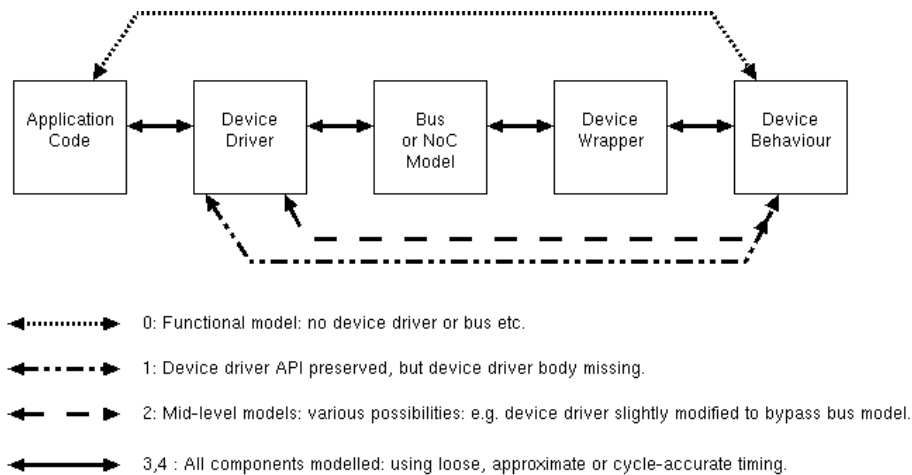 Application
Code
Device
Driver
Bus
or NoC
Model
Device
Wrapper
Device
Behaviour
0: Functional model: no device driver or bus etc.
1: Device driver API preserved, but device driver body missing.
2: Mid-level models: various possibilities: e.g. device driver slightly modified to bypass bus model.
3,4 : All components modelled: using loose, approximate or cycle-accurate timing.